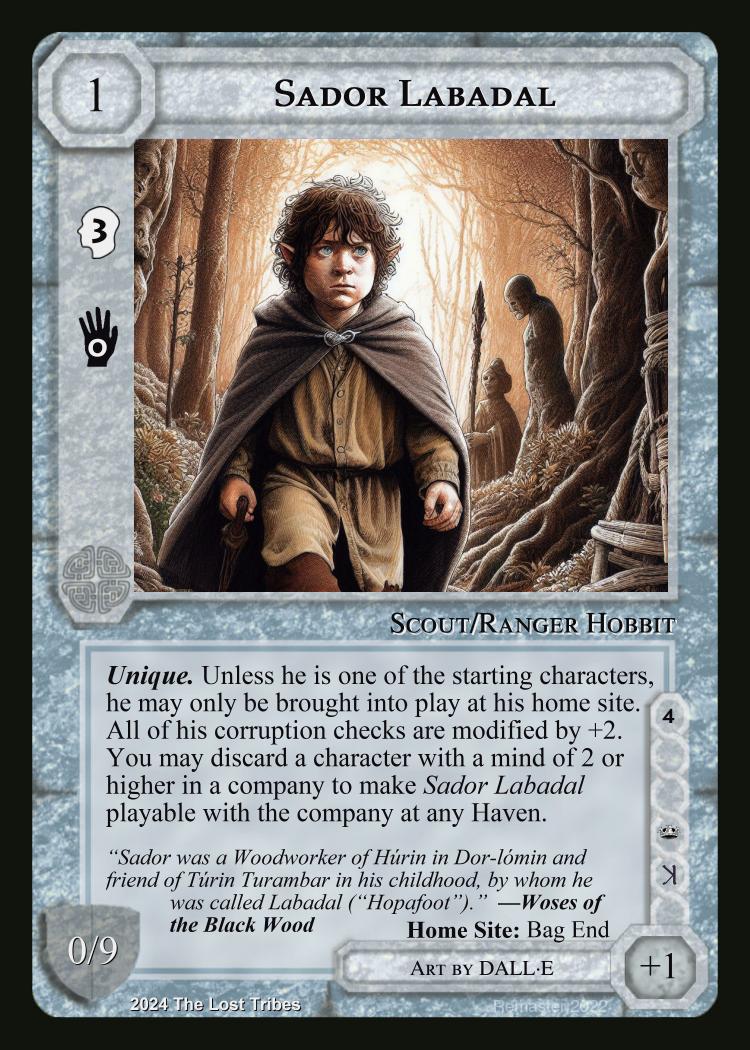 1
SADOR LABADAL
3
O
SCOUT/RANGER HOBBIT
Unique. Unless he is one of the starting characters,
he may only be brought into play at his home site.
All of his corruption checks are modified by +2.
You may discard a character with a mind of 2 or
higher in a company to make Sador Labadal
playable with the company at any Haven.
4
“Sador was a Woodworker of Húrin in Dor-lómin and
friend of Túrin Turambar in his childhood, by whom he
was called Labadal (“Hopafoot”).” —Woses of
the Black Wood
Home Site: Bag End
0/9
ART BY DALL·E
+1
2024 The Lost Tribes
Remaster 2022